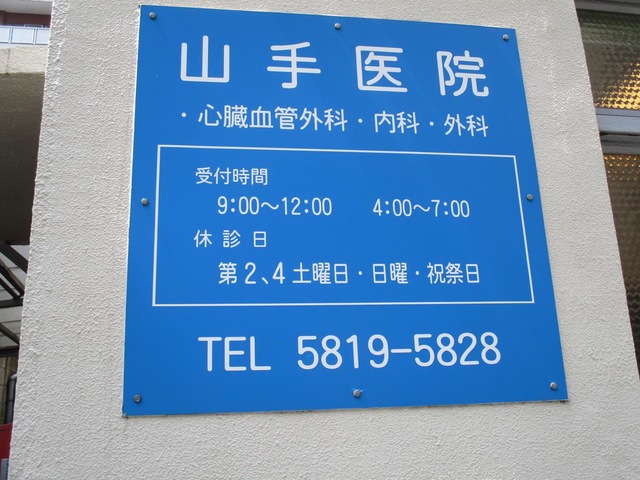 山手医院
・心臓血管外科・内科・外科
受付時間
9:00～12:00 4:00～7:00
休診日
第2、4土曜日・日曜・祝祭日
TEL 5819-5828